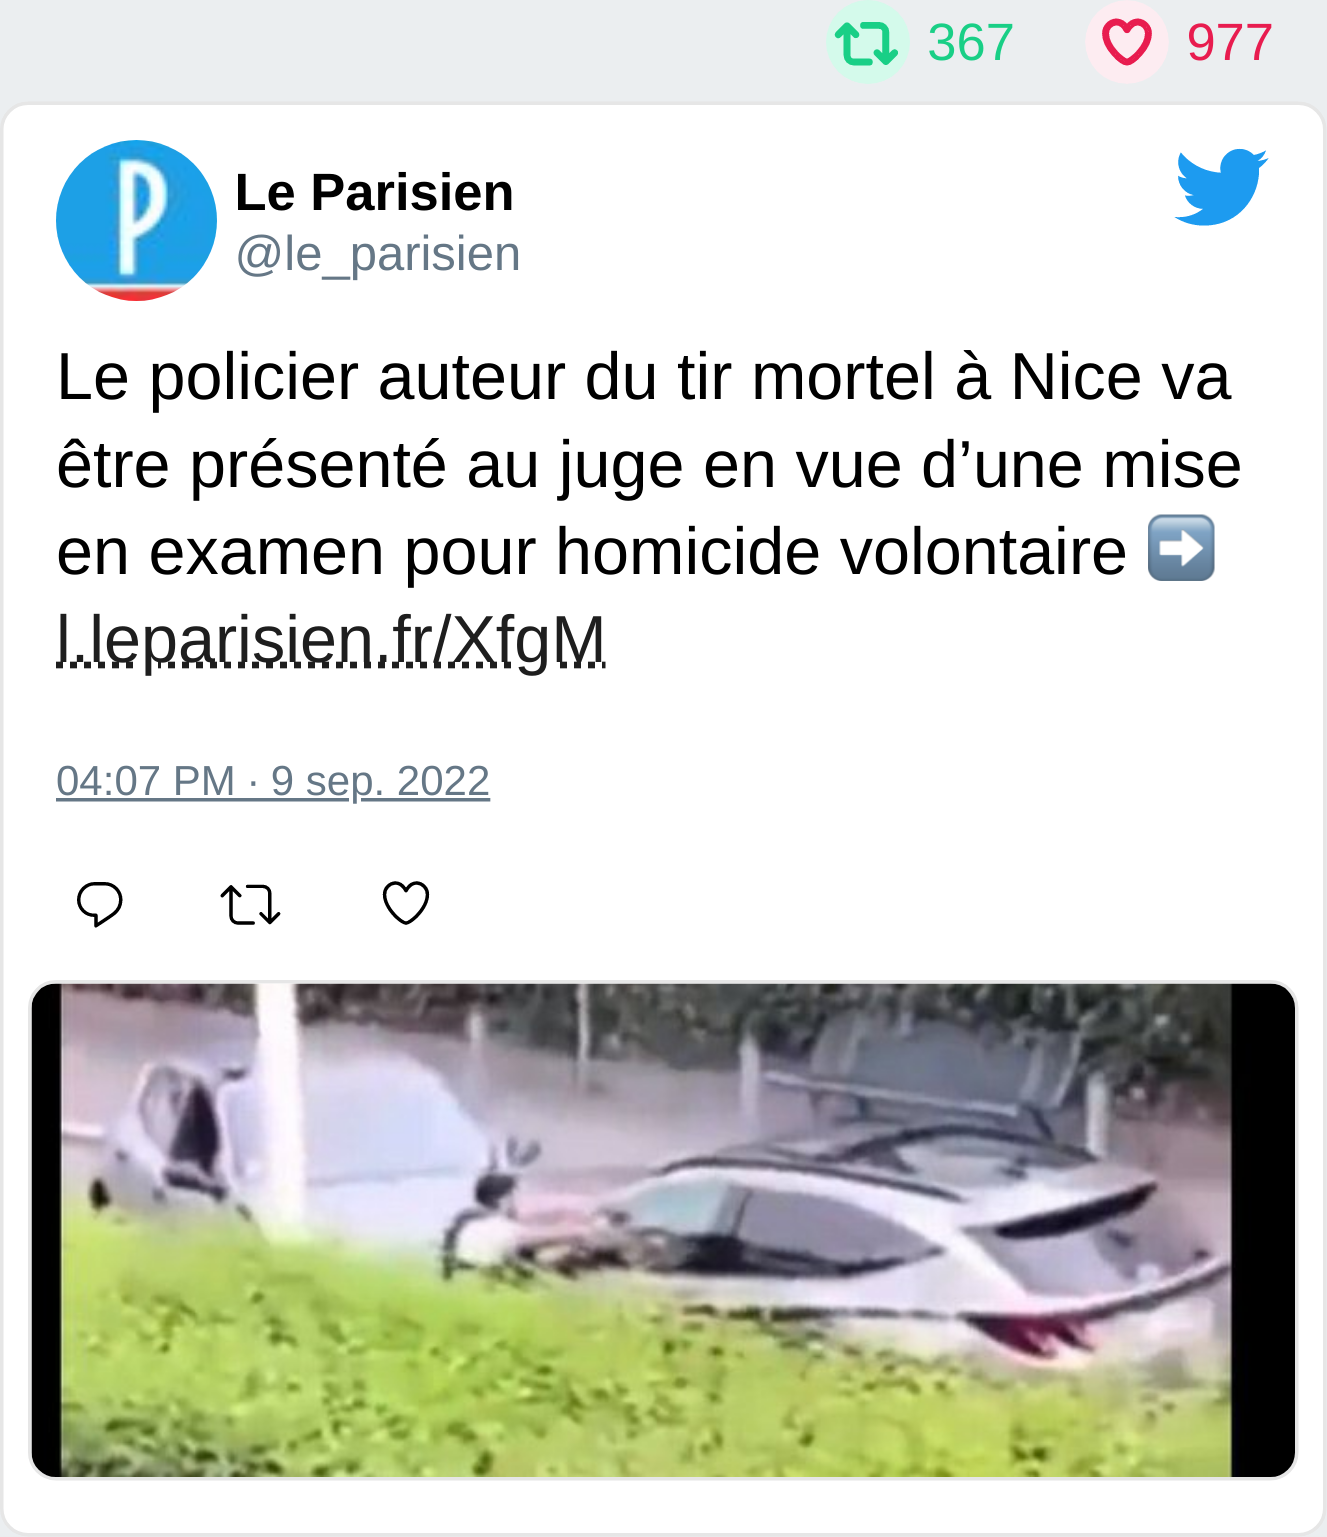 367 977
P
Le Parisien
@le_parisien
Le policier auteur du tir mortel à Nice va
être présenté au juge en vue d’une mise
en examen pour homicide volontaire ➡️
l.leparisien.fr/XfgM
04:07 PM · 9 sep. 2022